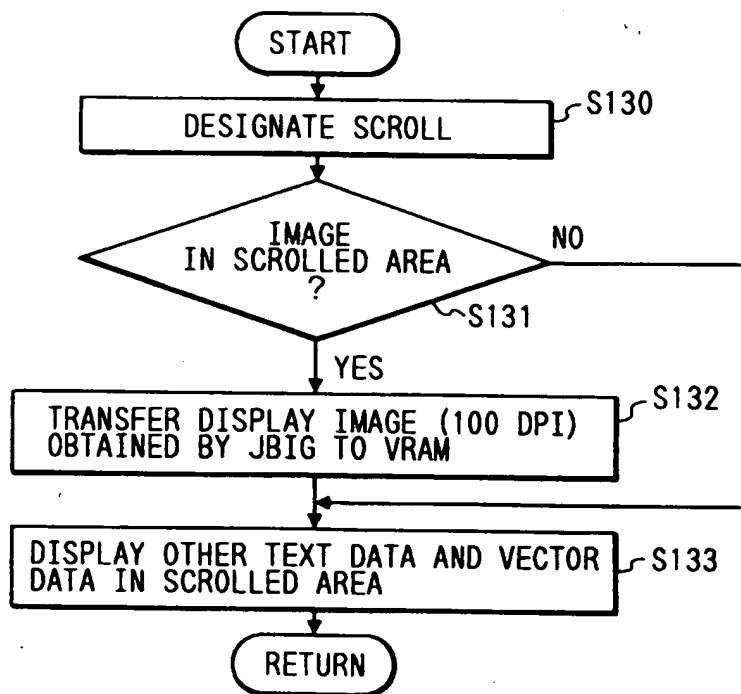 START
DESIGNATE SCROLL
S130
IMAGE
IN SCROLLED AREA
?
NO
S131
YES
TRANSFER DISPLAY IMAGE (100 DPI)
OBTAINED BY JBIG TO VRAM
S132
DISPLAY OTHER TEXT DATA AND VECTOR
DATA IN SCROLLED AREA
S133
RETURN